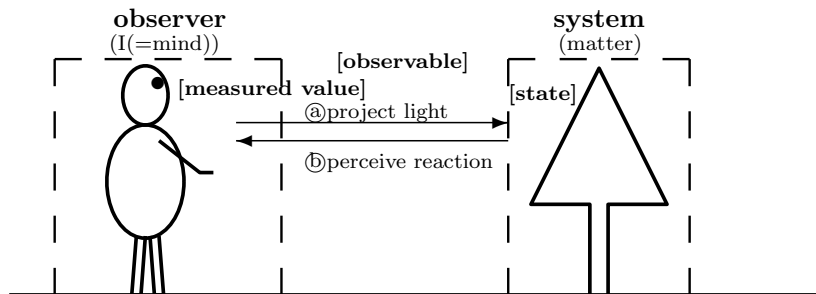 observer
(I(=mind))
system
(matter)
[observable]
[measured value]
[state]
ⓐproject light
ⓑperceive reaction